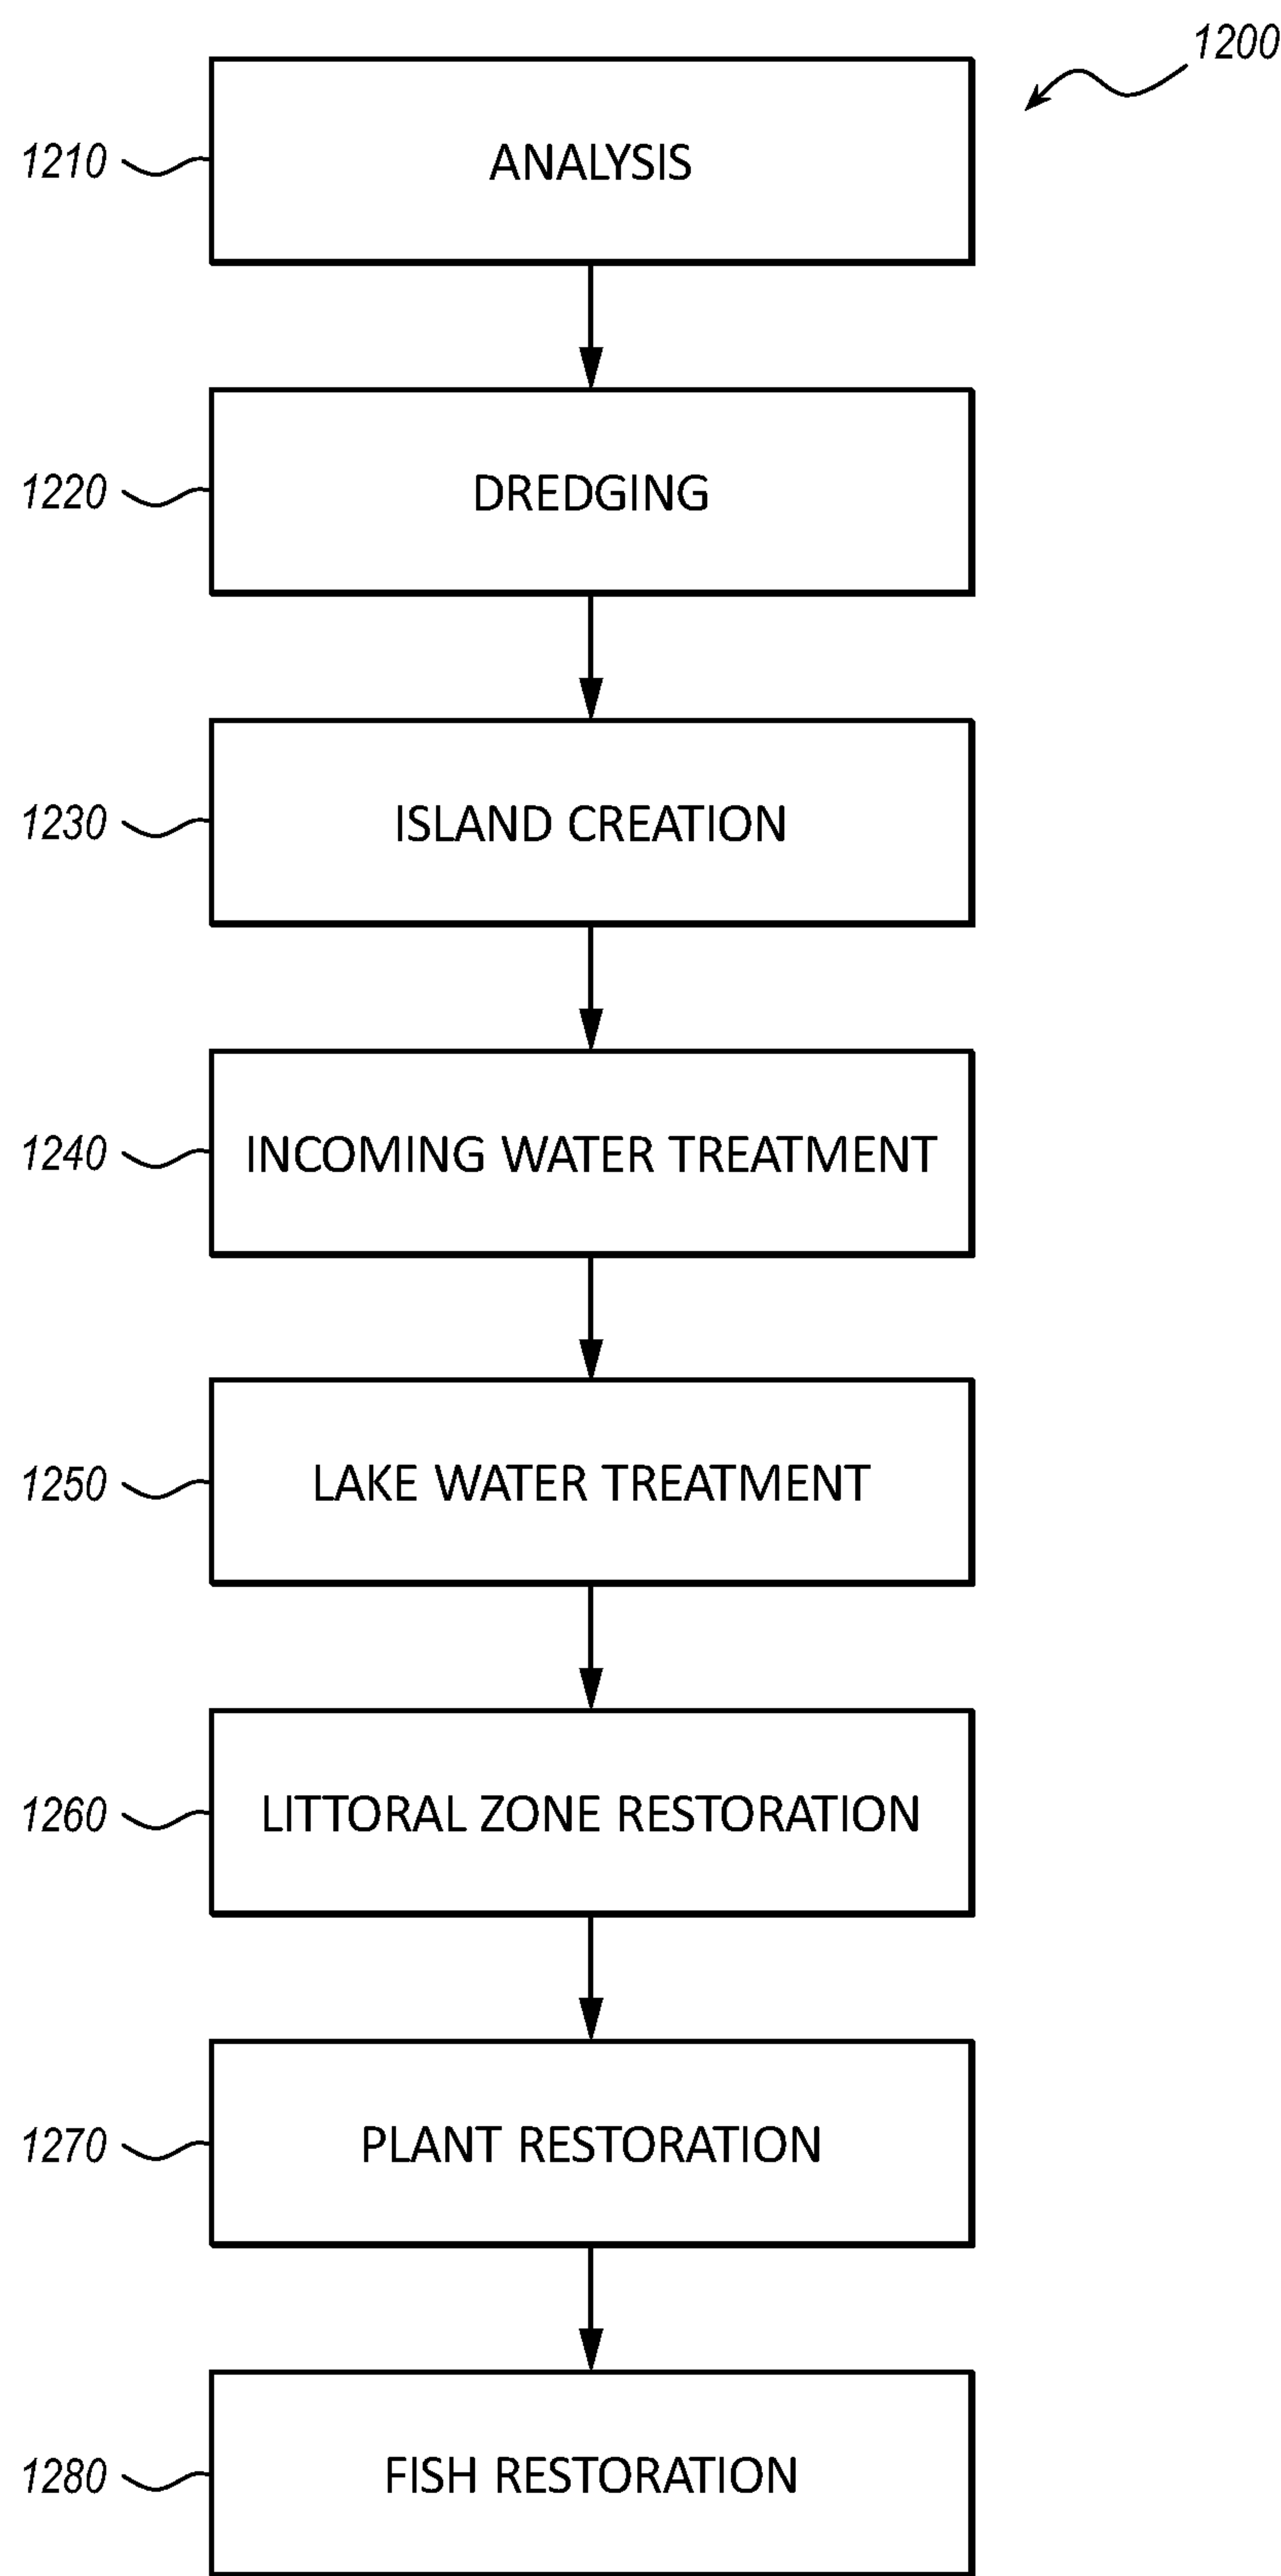 1200
1210 ANALYSIS
1220 DREDGING
1230 ISLAND CREATION
1240 INCOMING WATER TREATMENT
1250 LAKE WATER TREATMENT
1260 LITTORAL ZONE RESTORATION
1270 PLANT RESTORATION
1280 FISH RESTORATION